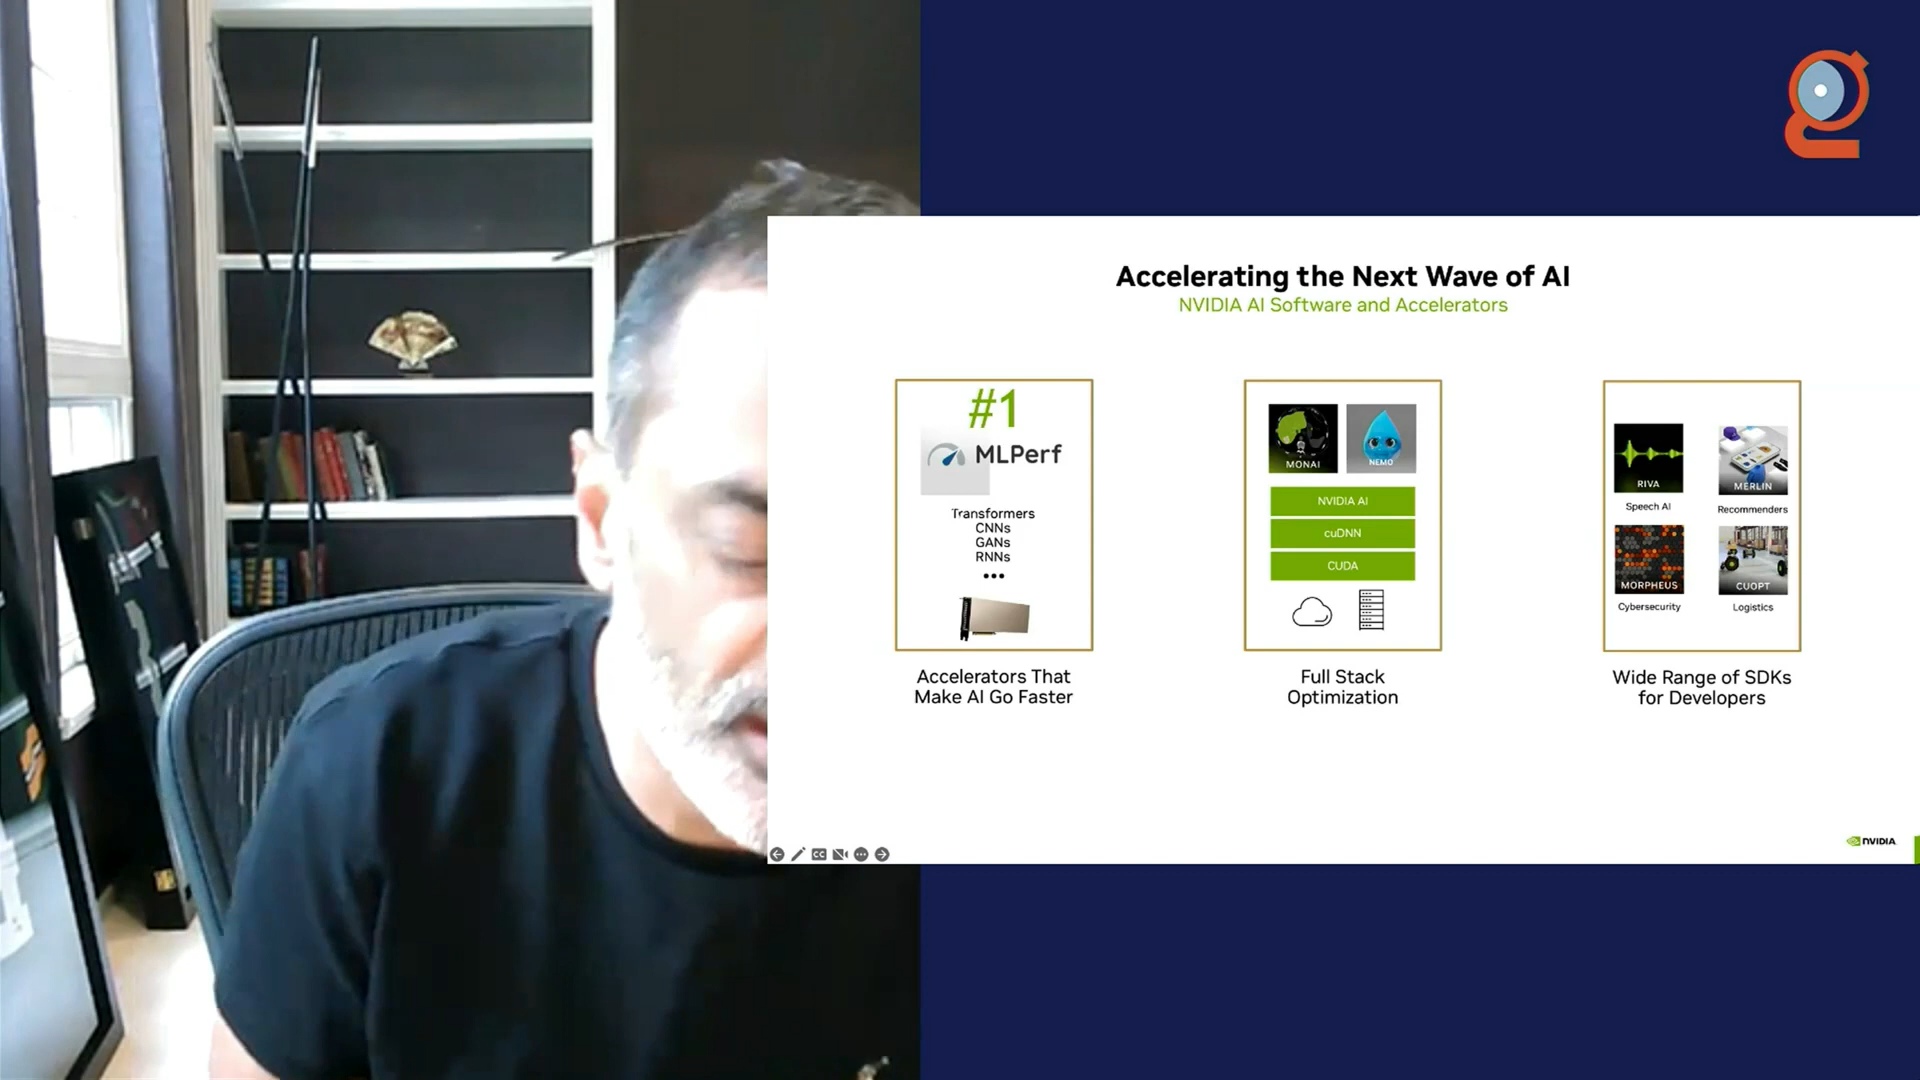 Accelerating the Next Wave of AI
NVIDIA AI Software and Accelerators
#1
MLPerf
Transformers
CNNs
GANs
RNNs
...
Accelerators That
Make AI Go Faster
MONAI
NEMO
NVIDIA AI
cuDNN
CUDA
Full Stack
Optimization
RIVA
Speech AI
MERLIN
Recommenders
MORPHEUS
Cybersecurity
CUOPT
Logistics
Wide Range of SDKs
for Developers
CC
NVIDIA